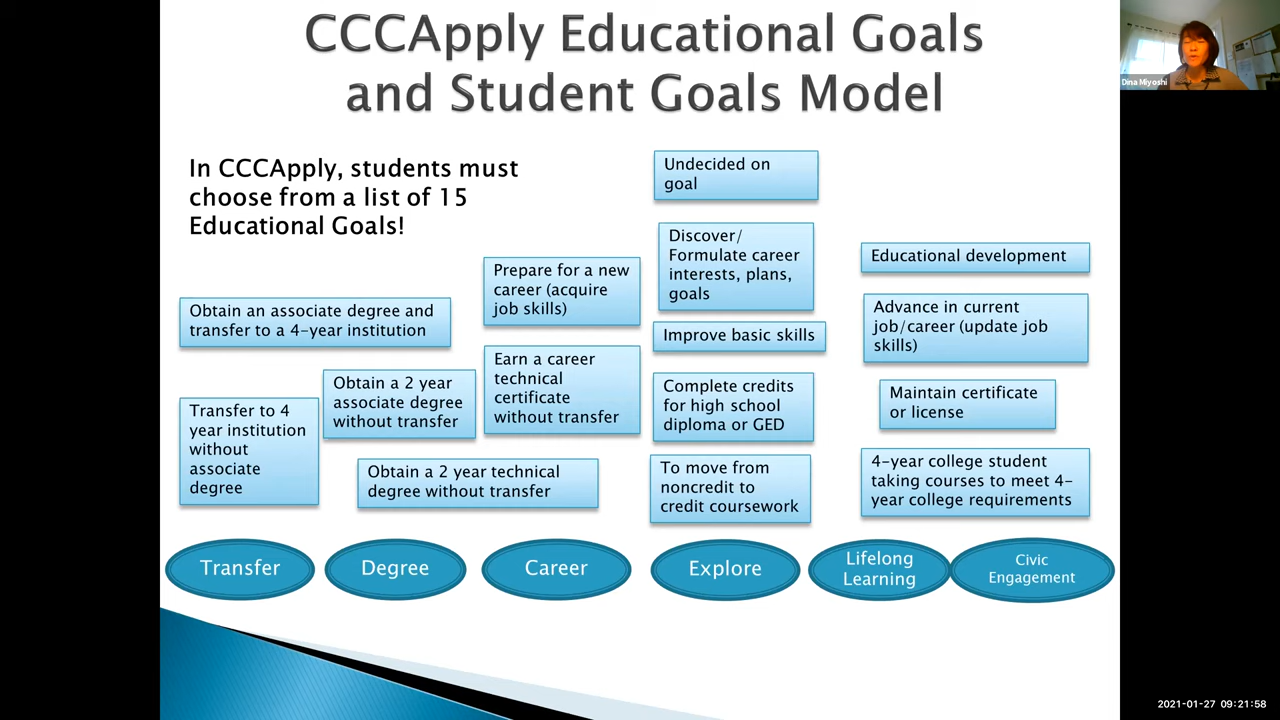 CCCApply Educational Goals
and Student Goals Model
Dina Miyoshi
In CCCApply, students must
choose from a list of 15
Educational Goals!
Obtain an associate degree and
transfer to a 4-year institution
Transfer to 4
year institution
without
associate
degree
Obtain a 2 year
associate degree
without transfer
Obtain a 2 year technical
degree without transfer
Prepare for a new
career (acquire
job skills)
Earn a career
technical
certificate
without transfer
Undecided on
goal
Discover/
Formulate career
interests, plans,
goals
Improve basic skills
Complete credits
for high school
diploma or GED
To move from
noncredit to
credit coursework
Educational development
Advance in current
job/career (update job
skills)
Maintain certificate
or license
4-year college student
taking courses to meet 4-
year college requirements
Transfer
Degree
Career
Explore
Lifelong
Learning
Civic
Engagement
2021-01-27 09:21:58